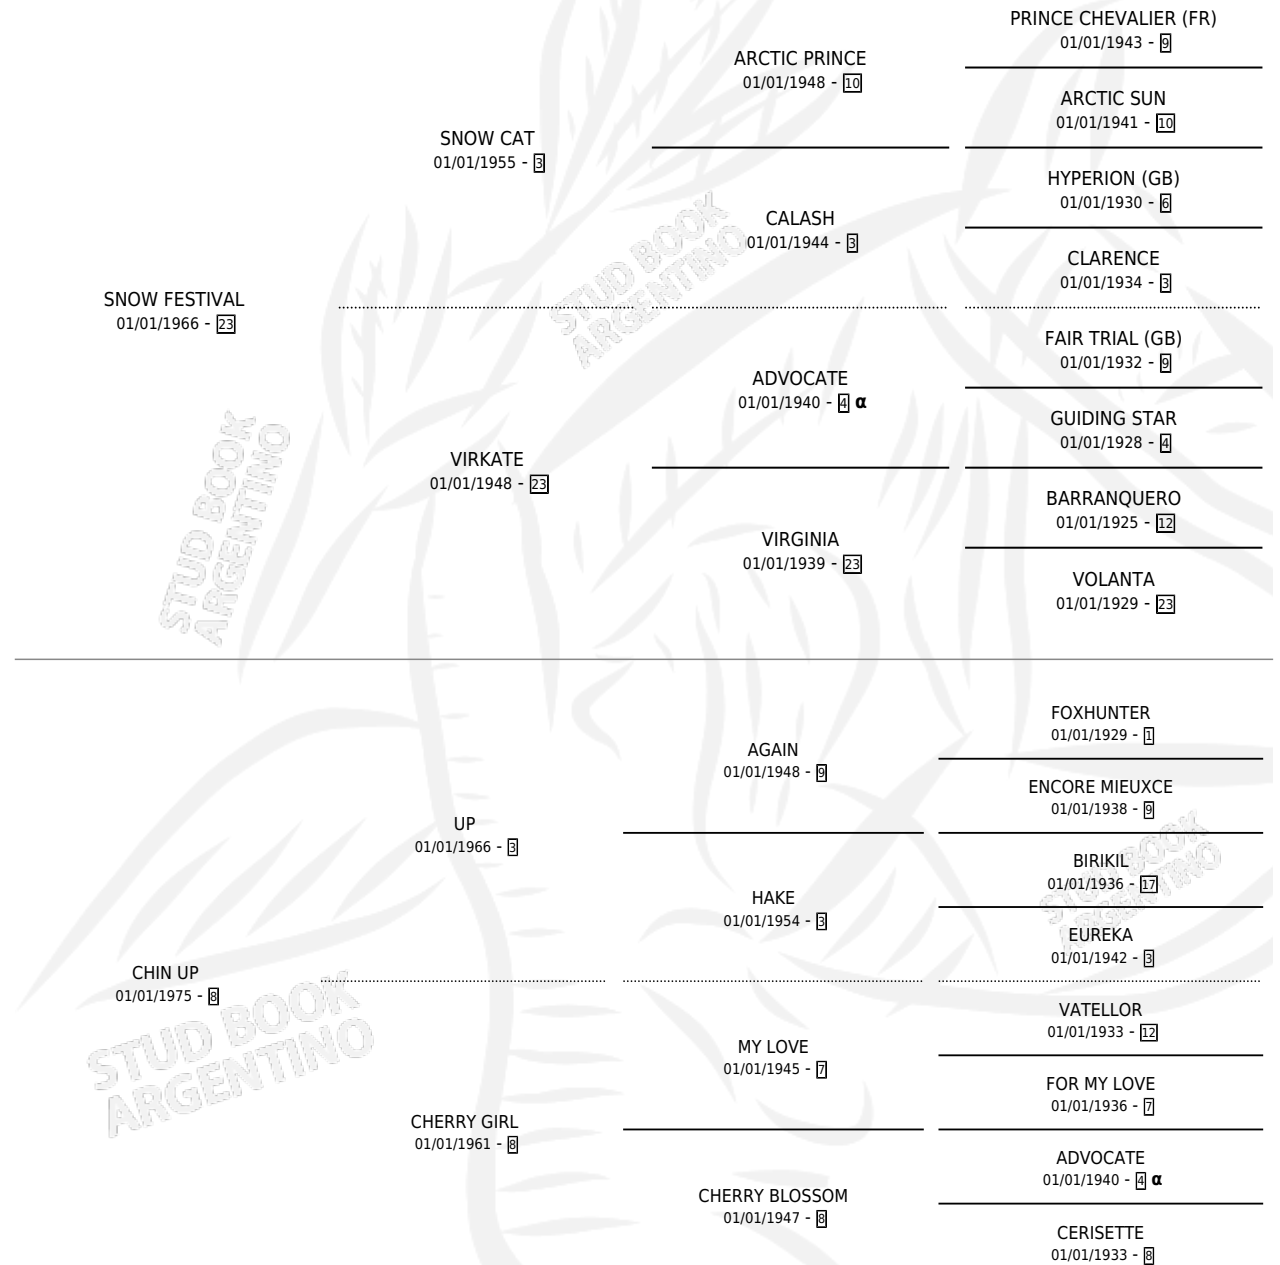 PRINCE CHEVALIER (FR)
01/01/1943 - 9
ARCTIC PRINCE
01/01/1948 - 10
ARCTIC SUN
01/01/1941 - 10
SNOW CAT
01/01/1955 - 3
HYPERION (GB)
01/01/1930 - 6
CALASH
01/01/1944 - 3
CLARENCE
01/01/1934 - 3
SNOW FESTIVAL
01/01/1966 - 23
FAIR TRIAL (GB)
01/01/1932 - 9
ADVOCATE
01/01/1940 - 4 α
GUIDING STAR
01/01/1928 - 4
VIRKATE
01/01/1948 - 23
BARRANQUERO
01/01/1925 - 12
VIRGINIA
01/01/1939 - 23
VOLANTA
01/01/1929 - 23
FOXHUNTER
01/01/1929 - 1
AGAIN
01/01/1948 - 9
ENCORE MIEUXCE
01/01/1938 - 9
UP
01/01/1966 - 3
BIRIKIL
01/01/1936 - 17
HAKE
01/01/1954 - 3
EUREKA
01/01/1942 - 3
CHIN UP
01/01/1975 - 8
VATELLOR
01/01/1933 - 12
MY LOVE
01/01/1945 - 7
FOR MY LOVE
01/01/1936 - 7
CHERRY GIRL
01/01/1961 - 8
ADVOCATE
01/01/1940 - 4 α
CHERRY BLOSSOM
01/01/1947 - 8
CERISETTE
01/01/1933 - 8
STUD BOOK
ARGENTINO
STUD BOOK
ARGENTINO
STUD BOOK
ARGENTINO
STUD BOOK
ARGENTINO